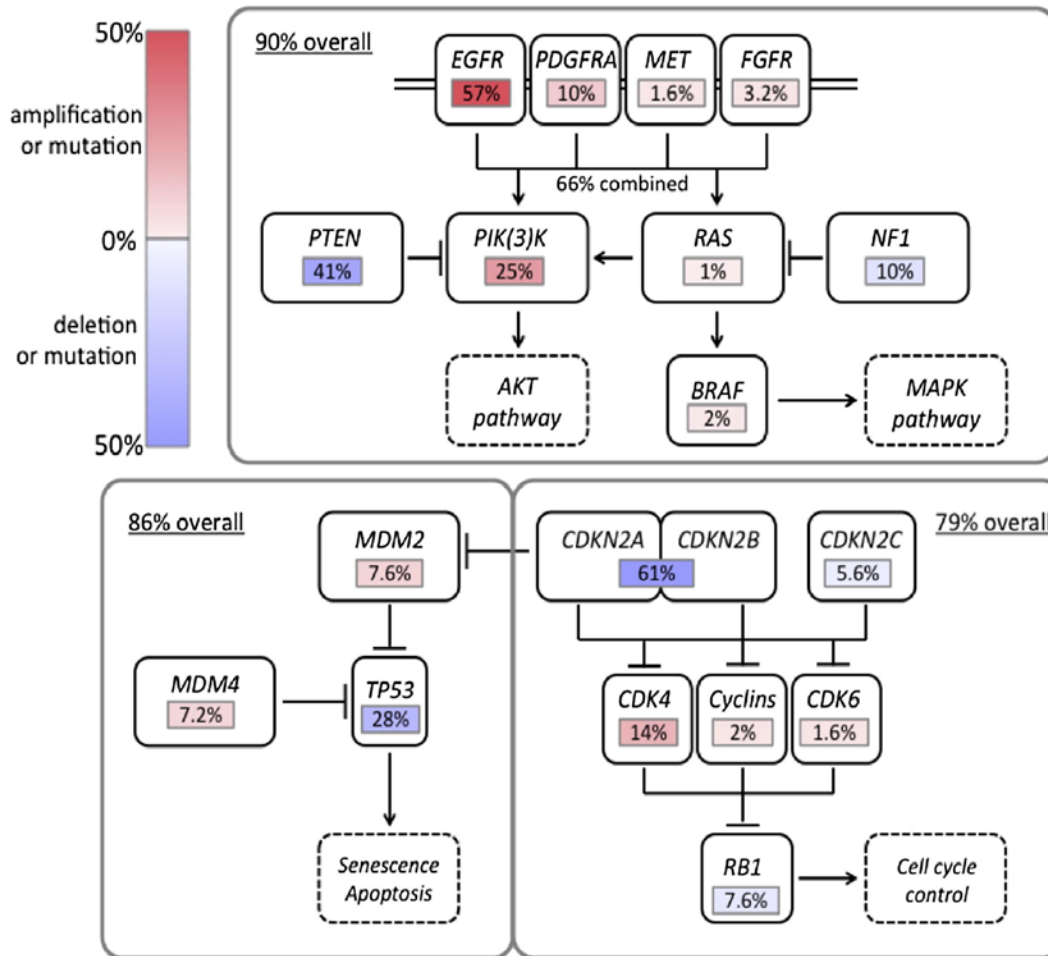 50%
amplification
or mutation
0%
deletion
or mutation
50%
90% overall
EGFR PDGFRA MET FGFR
57% 10% 1.6% 3.2%
66% combined
PTEN PIK(3)K RAS NF1
41% 25% 1% 10%
AKT
pathway
BRAF
2%
MAPK
pathway
86% overall
MDM2
7.6%
MDM4
7.2%
TP53
28%
Senescence
Apoptosis
79% overall
CDKN2A CDKN2B CDKN2C
61% 5.6%
CDK4 Cyclins CDK6
14% 2% 1.6%
RB1
7.6%
Cell cycle
control